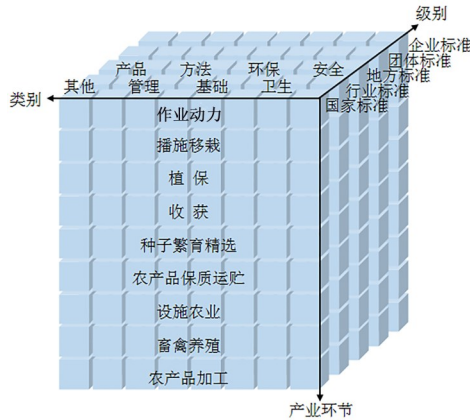 级别
企业标准
团体标准
地方标准
行业标准
国家标准
产品 方法 环保 安全
其他 管理 基础 卫生
类别
作业动力
播施移栽
植 保
收 获
种子繁育精选
农产品保质运贮
设施农业
畜禽养殖
农产品加工
产业环节